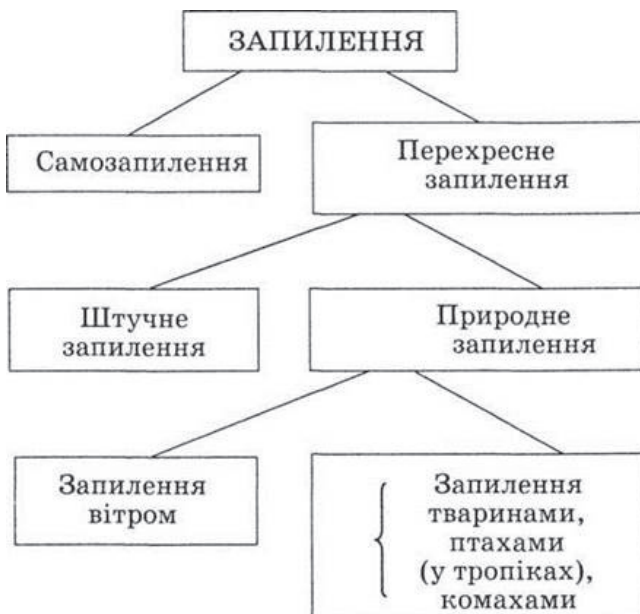 ЗАПИЛЕННЯ
Самозапилення
Перехресне
запилення
Штучне
запилення
Природне
запилення
Запилення
вітром
Запилення
тваринами,
птахами
(у тропіках),
комахами